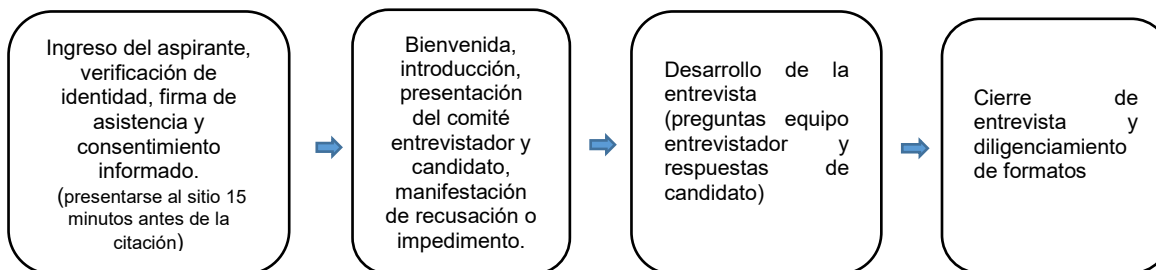 Ingreso del aspirante,
verificación de
identidad, firma de
asistencia y
consentimiento
informado.
(presentarse al sitio 15
minutos antes de la
citación)
Bienvenida,
introducción,
presentación
del comité
entrevistador y
candidato,
manifestación
de recusación o
impedimento.
Desarrollo de la
entrevista
(preguntas equipo
entrevistador y
respuestas de
candidato)
Cierre de
entrevista y
diligenciamiento
de formatos